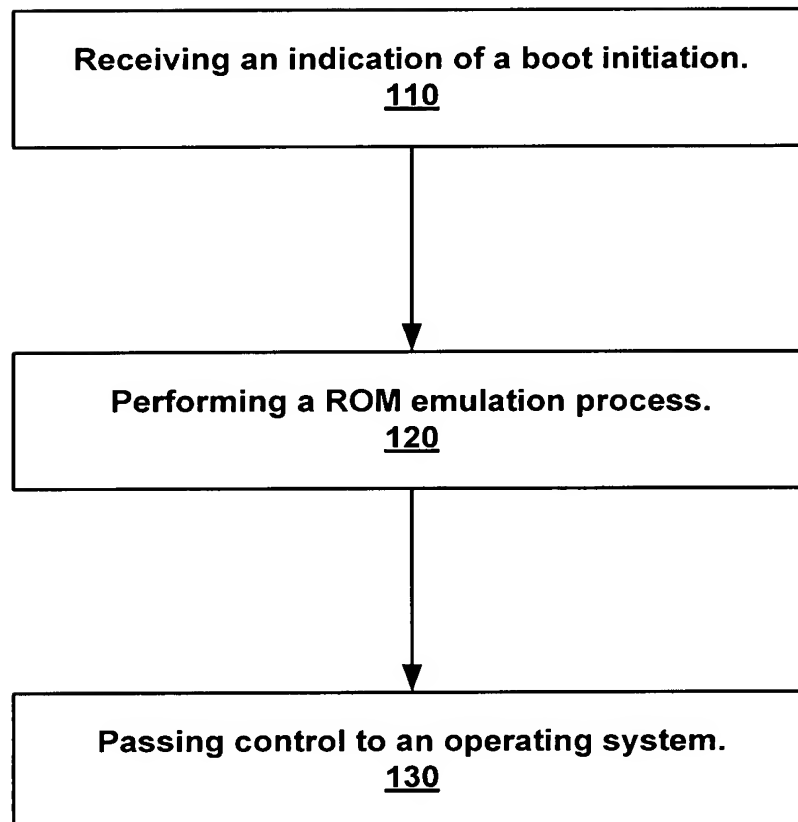 Receiving an indication of a boot initiation.
110
Performing a ROM emulation process.
120
Passing control to an operating system.
130